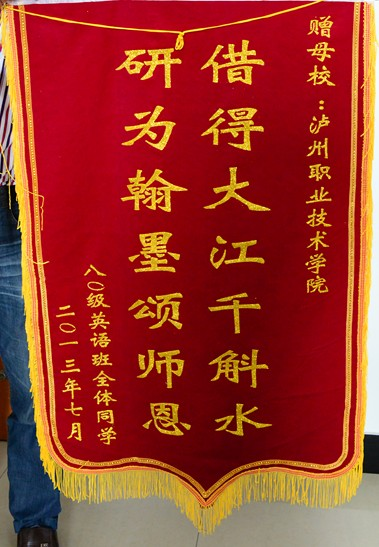 赠母校：泸州职业技术学院
借得大江千斛水
研为翰墨颂师恩
八〇级英语班全体同学
二〇一三年七月